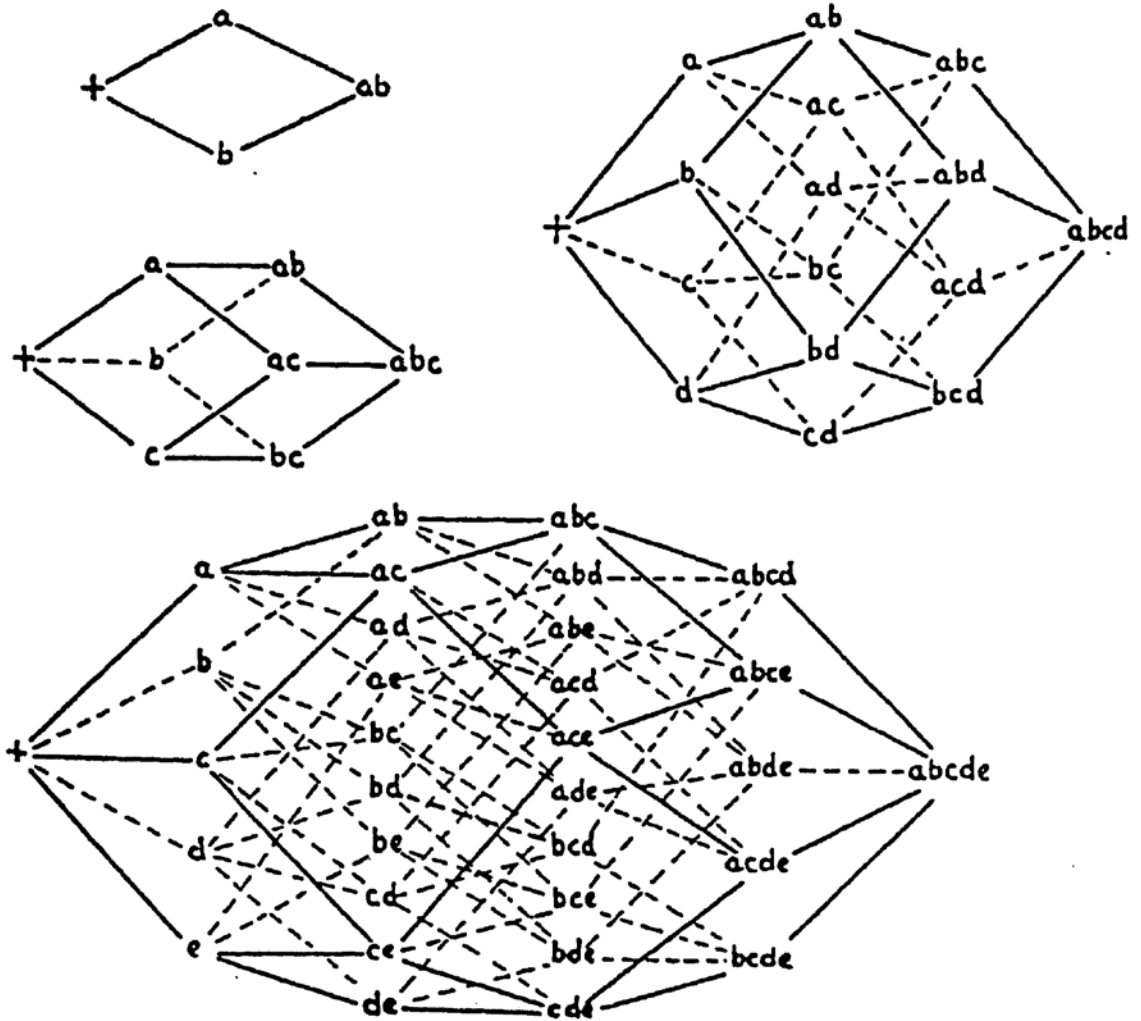 a
+ ab
b
a ab
+ b ac abc
c bc
ab
a abc
ac
b ad abd
+ abcd
c bc acd
bd
d bcd
cd
ab abc
a ac abd abcd
ad abe
b ae acd abce
bc ace
+ c abcde
bd ade abde
be bcd
d cd bce acde
e ce bde bcde
de cde